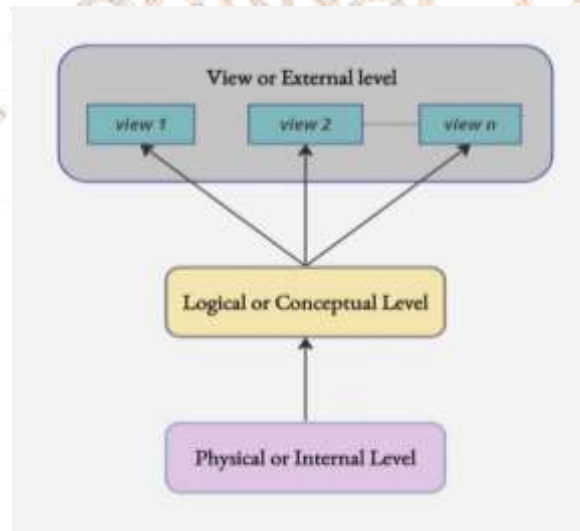 View or External level
view 1
view 2
view n
Logical or Conceptual Level
Physical or Internal Level